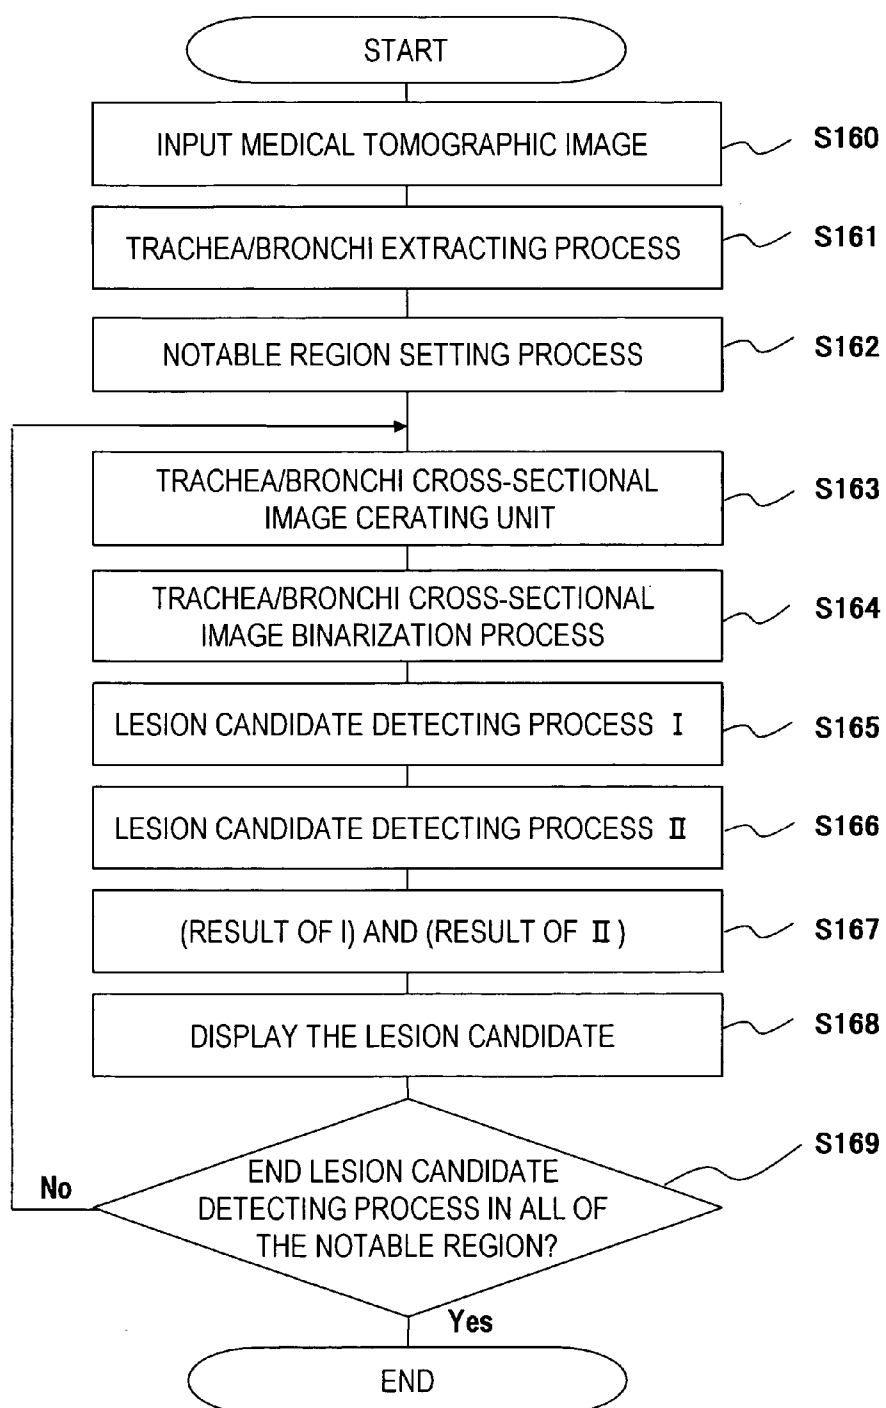 START
INPUT MEDICAL TOMOGRAPHIC IMAGE
S160
TRACHEA/BRONCHI EXTRACTING PROCESS
S161
NOTABLE REGION SETTING PROCESS
S162
TRACHEA/BRONCHI CROSS-SECTIONAL
IMAGE CERATING UNIT
S163
TRACHEA/BRONCHI CROSS-SECTIONAL
IMAGE BINARIZATION PROCESS
S164
LESION CANDIDATE DETECTING PROCESS I
S165
LESION CANDIDATE DETECTING PROCESS II
S166
(RESULT OF I) AND (RESULT OF II)
S167
DISPLAY THE LESION CANDIDATE
S168
END LESION CANDIDATE
DETECTING PROCESS IN ALL OF
THE NOTABLE REGION?
S169
No
Yes
END